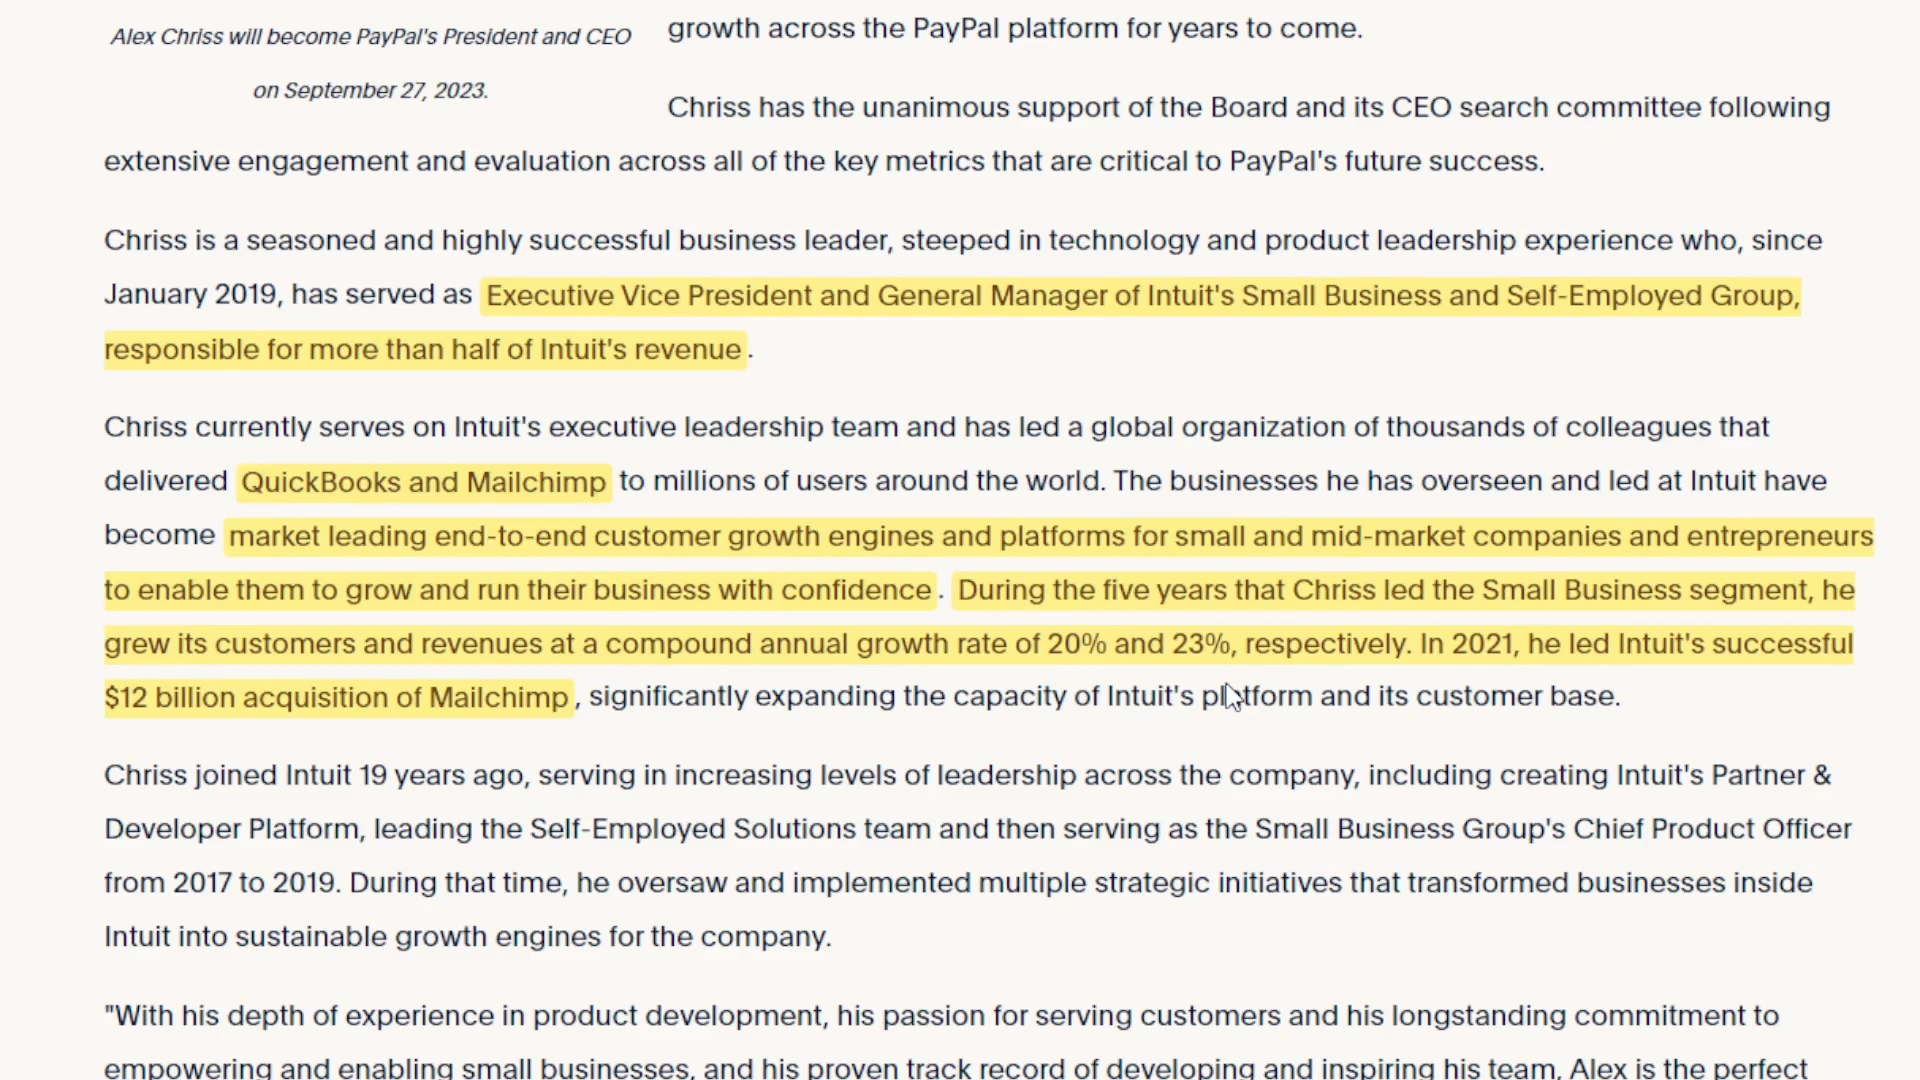 Alex Chriss will become PayPal's President and CEO
on September 27, 2023.
growth across the PayPal platform for years to come.
Chriss has the unanimous support of the Board and its CEO search committee following
extensive engagement and evaluation across all of the key metrics that are critical to PayPal's future success.
Chriss is a seasoned and highly successful business leader, steeped in technology and product leadership experience who, since
January 2019, has served as Executive Vice President and General Manager of Intuit's Small Business and Self-Employed Group,
responsible for more than half of Intuit's revenue.
Chriss currently serves on Intuit's executive leadership team and has led a global organization of thousands of colleagues that
delivered QuickBooks and Mailchimp to millions of users around the world. The businesses he has overseen and led at Intuit have
become market leading end-to-end customer growth engines and platforms for small and mid-market companies and entrepreneurs
to enable them to grow and run their business with confidence. During the five years that Chriss led the Small Business segment, he
grew its customers and revenues at a compound annual growth rate of 20% and 23%, respectively. In 2021, he led Intuit's successful
$12 billion acquisition of Mailchimp, significantly expanding the capacity of Intuit's platform and its customer base.
Chriss joined Intuit 19 years ago, serving in increasing levels of leadership across the company, including creating Intuit's Partner &
Developer Platform, leading the Self-Employed Solutions team and then serving as the Small Business Group's Chief Product Officer
from 2017 to 2019. During that time, he oversaw and implemented multiple strategic initiatives that transformed businesses inside
Intuit into sustainable growth engines for the company.
"With his depth of experience in product development, his passion for serving customers and his longstanding commitment to
empowering and enabling small businesses, and his proven track record of developing and inspiring his team, Alex is the perfect